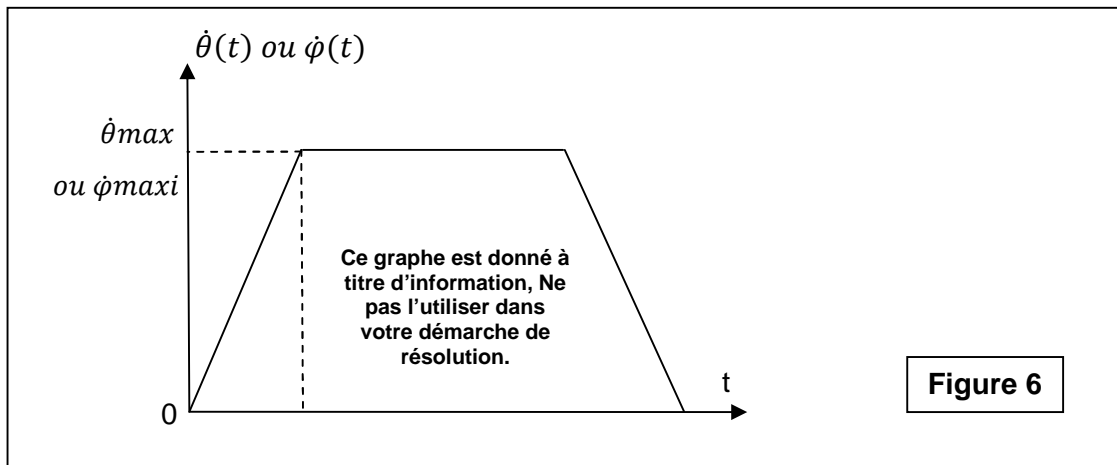 θ̇(t) ou φ̇(t)
θ̇max
ou φ̇maxi
Ce graphe est donné à
titre d’information, Ne
pas l’utiliser dans
votre démarche de
résolution.
t
0
Figure 6